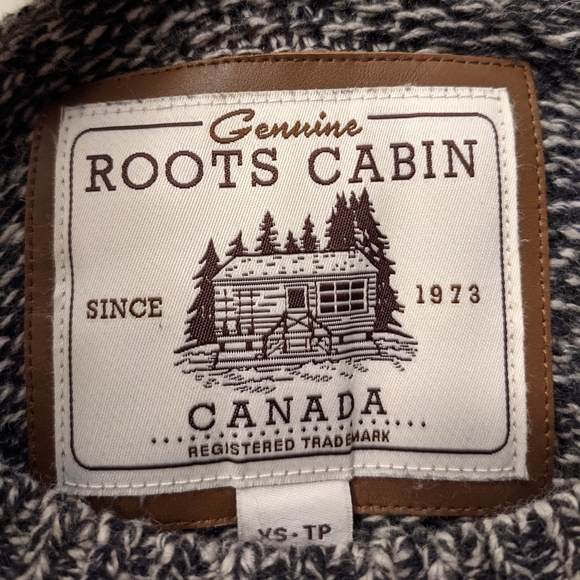 Genuine
ROOTS CABIN
SINCE 1973
CANADA
REGISTERED TRADEMARK
XS·TP